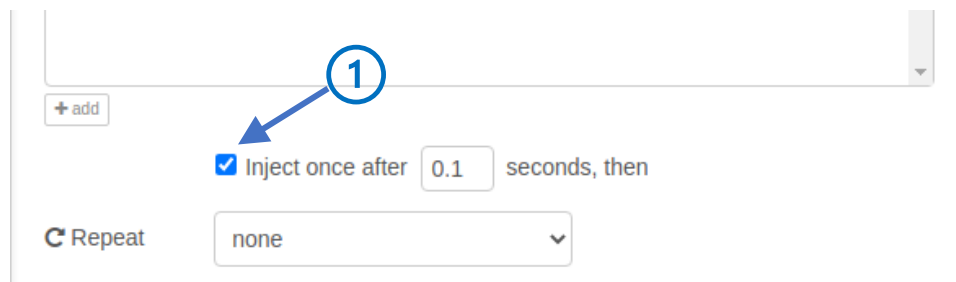 1
+ add
Inject once after 0.1 seconds, then
Repeat none